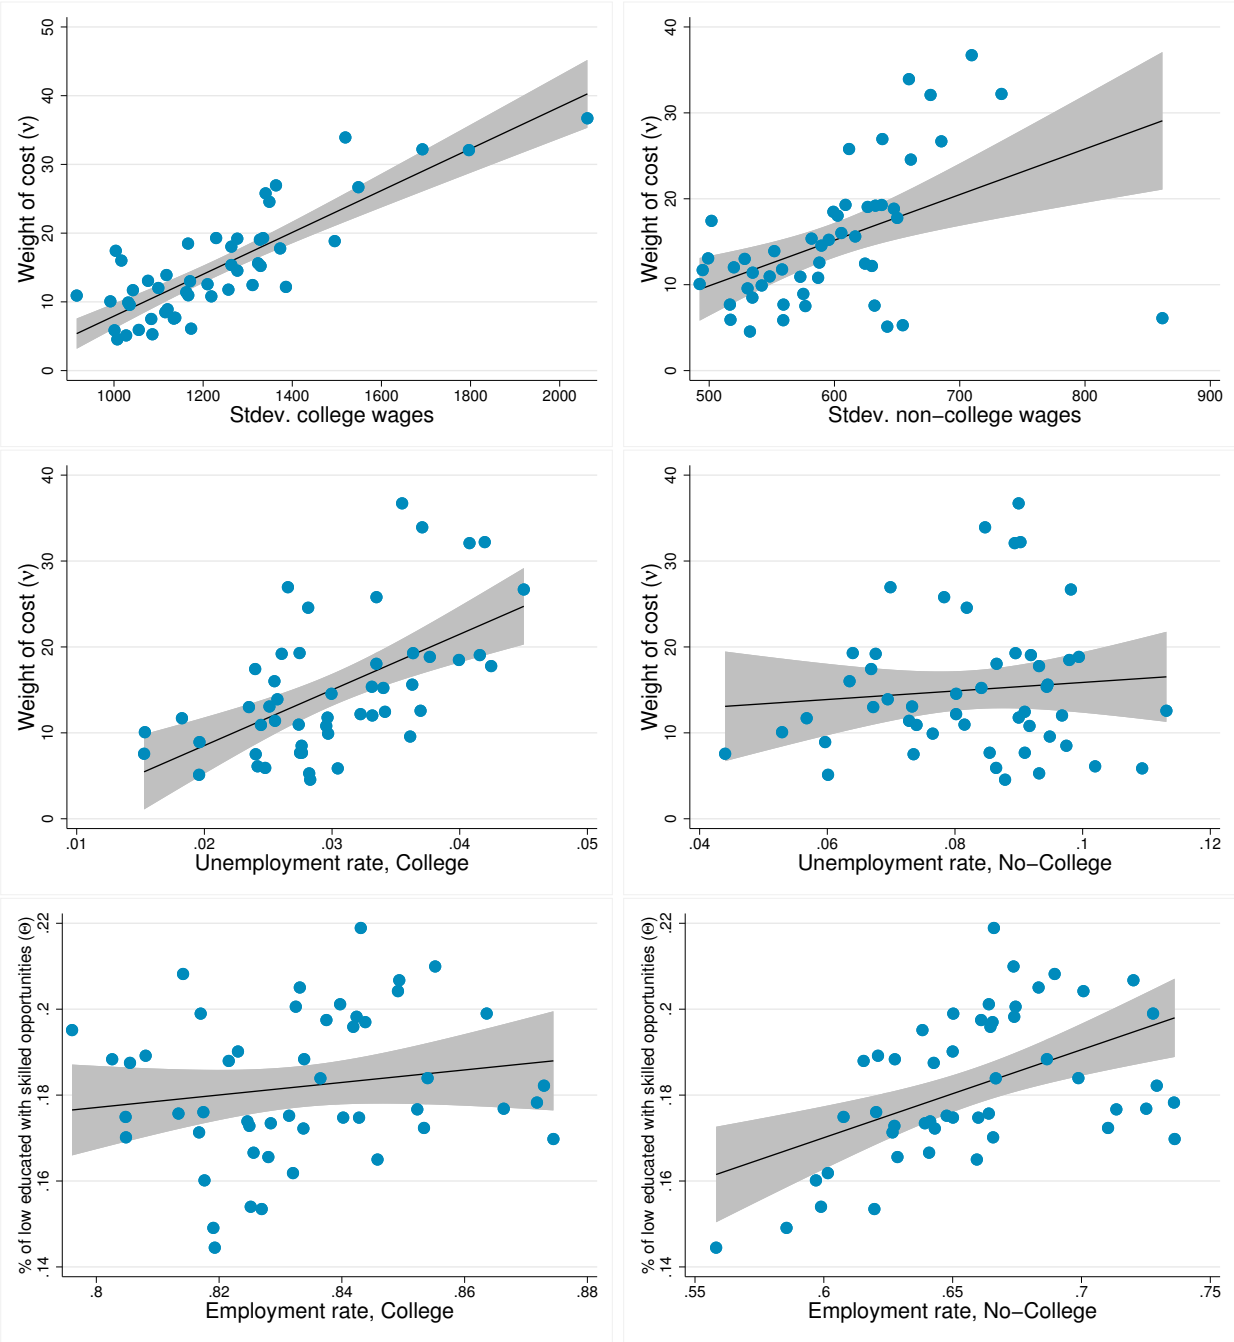 Weight of cost (ν)
0 10 20 30 40 50
1000 1200 1400 1600 1800 2000
Stdev. college wages
Weight of cost (ν)
0 10 20 30 40
500 600 700 800 900
Stdev. non−college wages
Weight of cost (ν)
0 10 20 30 40
.01 .02 .03 .04 .05
Unemployment rate, College
Weight of cost (ν)
0 10 20 30 40
.04 .06 .08 .1 .12
Unemployment rate, No−College
% of low educated with skilled opportunities (Θ)
.14 .16 .18 .2 .22
.8 .82 .84 .86 .88
Employment rate, College
% of low educated with skilled opportunities (Θ)
.14 .16 .18 .2 .22
.55 .6 .65 .7 .75
Employment rate, No−College